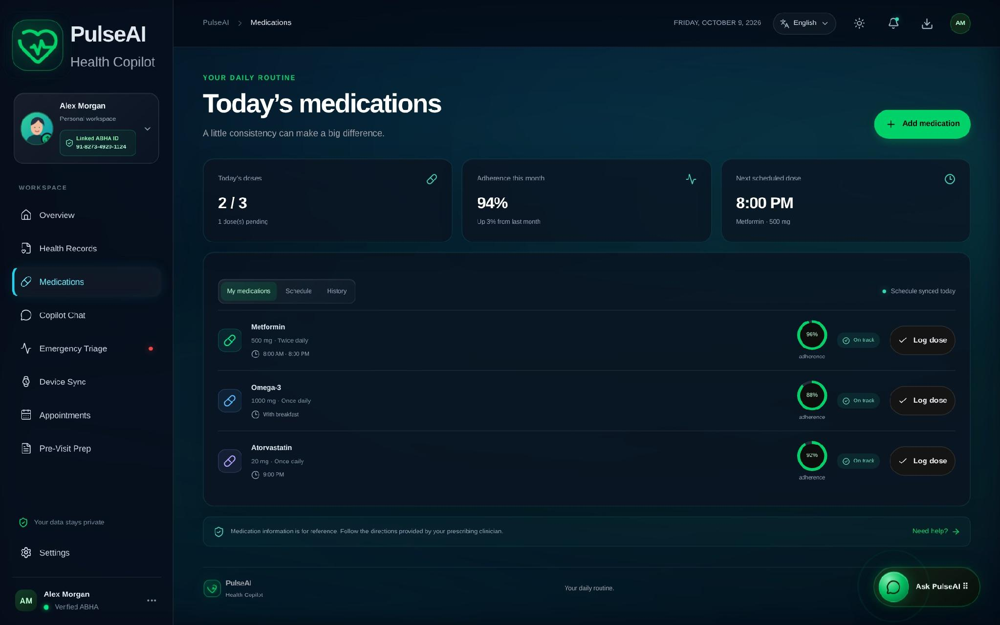 PulseAI
Health Copilot
Alex Morgan
Personal workspace
Linked ABHA ID
91-8273-4920-1124
WORKSPACE
Overview
Health Records
Medications
Copilot Chat
Emergency Triage
Device Sync
Appointments
Pre-Visit Prep
Your data stays private
Settings
AM
Alex Morgan
Verified ABHA
PulseAI
Medications
FRIDAY, OCTOBER 9, 2026
English
AM
YOUR DAILY ROUTINE
Today’s medications
A little consistency can make a big difference.
Add medication
Today's doses
2 / 3
1 dose(s) pending
Adherence this month
94%
Up 3% from last month
Next scheduled dose
8:00 PM
Metformin · 500 mg
My medications
Schedule
History
Schedule synced today
Metformin
500 mg · Twice daily
8:00 AM · 8:00 PM
96%
adherence
On track
Log dose
Omega-3
1000 mg · Once daily
With breakfast
88%
adherence
On track
Log dose
Atorvastatin
20 mg · Once daily
9:00 PM
92%
adherence
On track
Log dose
Medication information is for reference. Follow the directions provided by your prescribing clinician.
Need help?
PulseAI
Health Copilot
Your daily routine.
Ask PulseAI